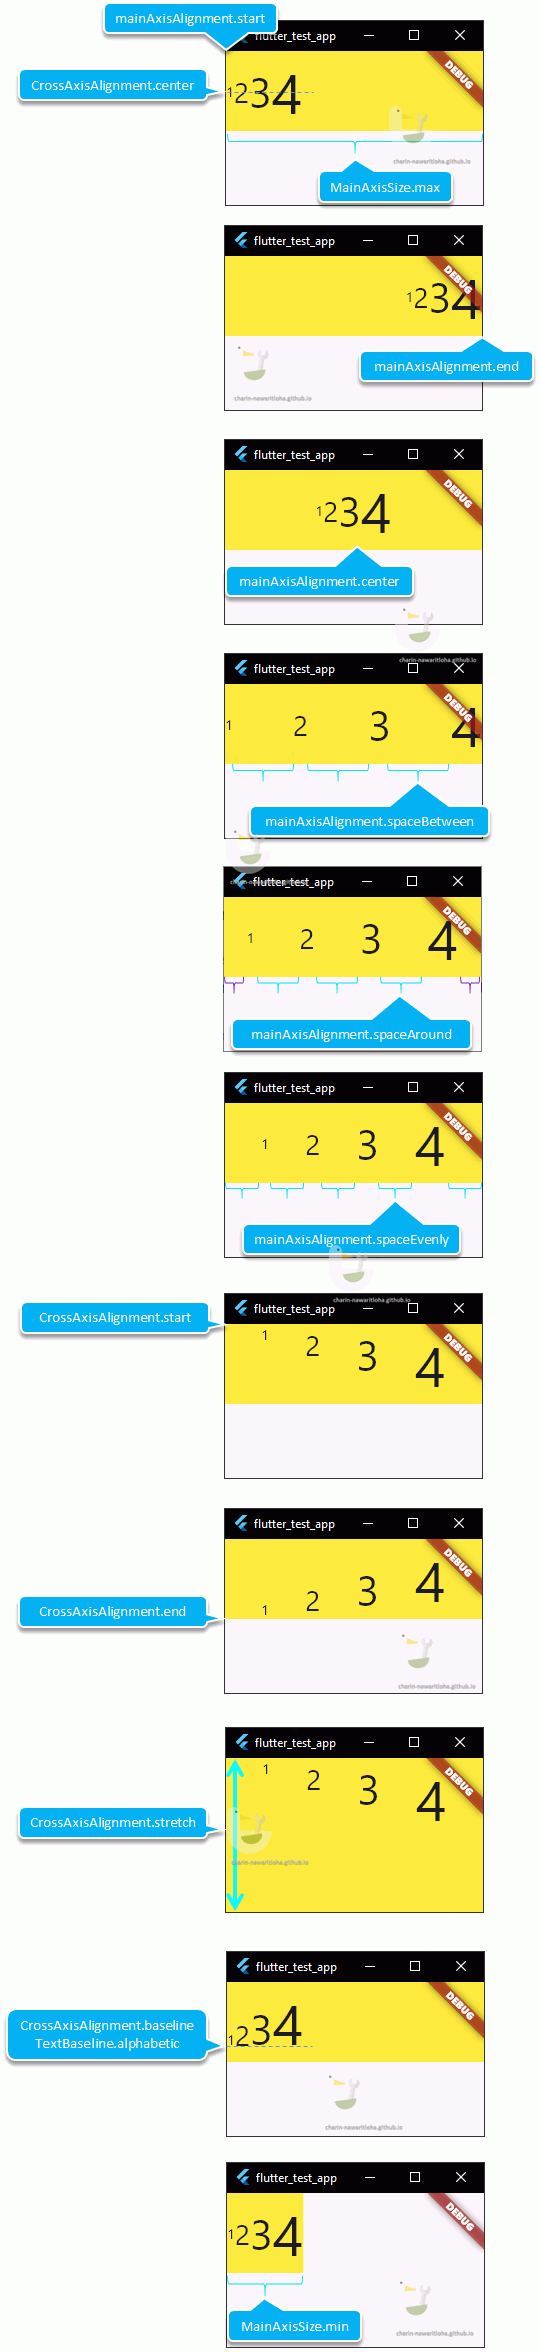 mainAxisAlignment.start
flutter_test_app
CrossAxisAlignment.center
DEBUG
1234
charin-nawaritloha.github.io
MainAxisSize.max
flutter_test_app
DEBUG
1234
mainAxisAlignment.end
charin-nawaritloha.github.io
flutter_test_app
DEBUG
1234
mainAxisAlignment.center
charin-nawaritloha.github.io
flutter_test_app
DEBUG
1 2 3 4
mainAxisAlignment.spaceBetween
charin-nawaritloha.github.io
flutter_test_app
DEBUG
1 2 3 4
mainAxisAlignment.spaceAround
flutter_test_app
DEBUG
1 2 3 4
mainAxisAlignment.spaceEvenly
charin-nawaritloha.github.io
flutter_test_app
CrossAxisAlignment.start
DEBUG
1 2 3 4
flutter_test_app
DEBUG
1 2 3 4
CrossAxisAlignment.end
charin-nawaritloha.github.io
flutter_test_app
DEBUG
1 2 3 4
CrossAxisAlignment.stretch
charin-nawaritloha.github.io
flutter_test_app
DEBUG
CrossAxisAlignment.baseline
TextBaseline.alphabetic
1234
charin-nawaritloha.github.io
flutter_test_app
DEBUG
1234
MainAxisSize.min
charin-nawaritloha.github.io